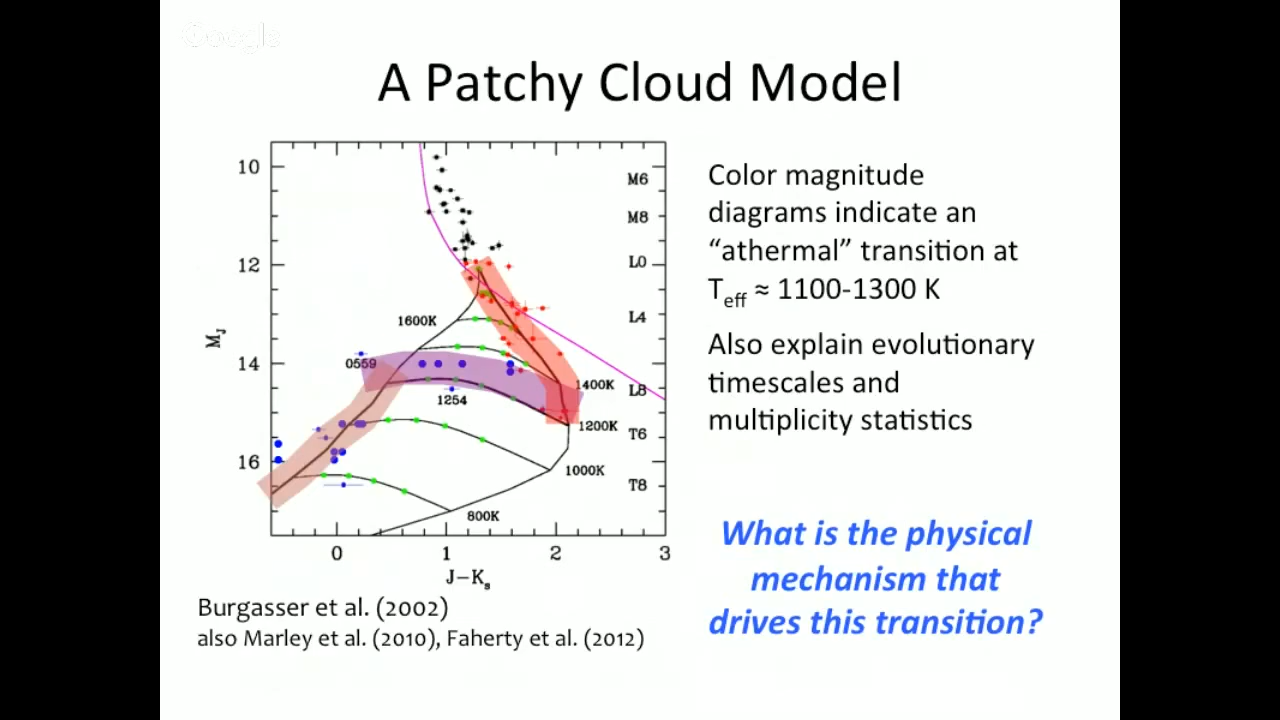 Google
A Patchy Cloud Model
10
12
14
16
M_J
M6
M8
L0
L4
L8
T6
T8
1600K
0559
1254
1400K
1200K
1000K
800K
0
1
2
3
J−K_s
Color magnitude
diagrams indicate an
“athermal” transition at
T_eff ≈ 1100-1300 K
Also explain evolutionary
timescales and
multiplicity statistics
What is the physical
mechanism that
drives this transition?
Burgasser et al. (2002)
also Marley et al. (2010), Faherty et al. (2012)